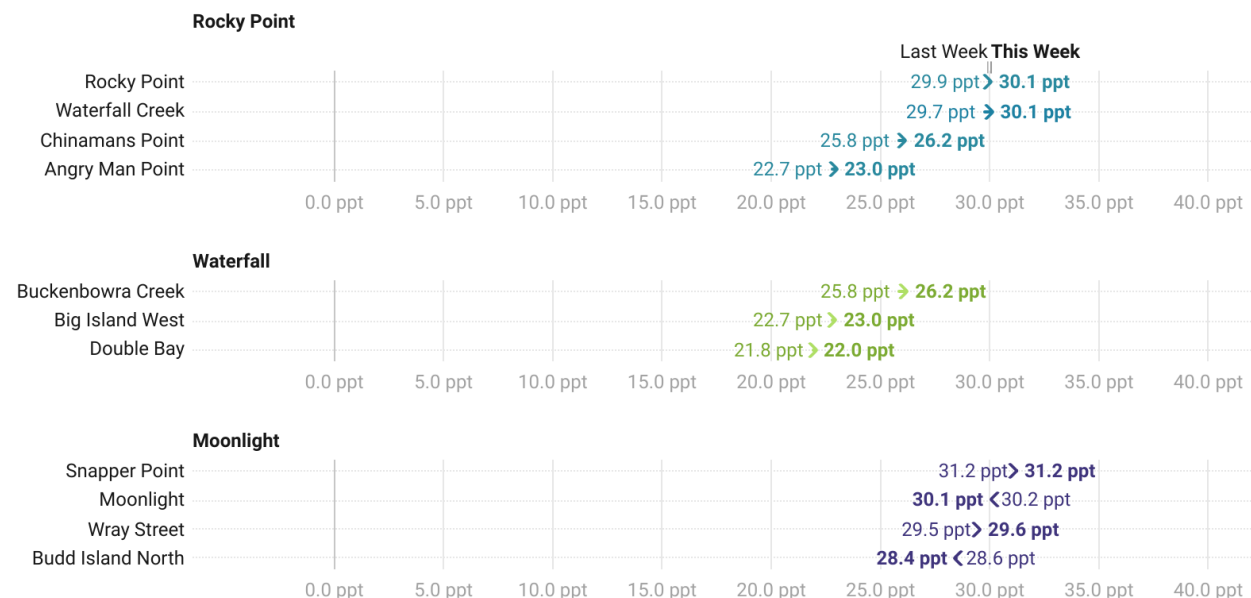 Rocky Point
Last Week This Week
Rocky Point 29.9 ppt 30.1 ppt
Waterfall Creek 29.7 ppt 30.1 ppt
Chinamans Point 25.8 ppt 26.2 ppt
Angry Man Point 22.7 ppt 23.0 ppt
0.0 ppt 5.0 ppt 10.0 ppt 15.0 ppt 20.0 ppt 25.0 ppt 30.0 ppt 35.0 ppt 40.0 ppt
Waterfall
Buckenbowra Creek 25.8 ppt 26.2 ppt
Big Island West 22.7 ppt 23.0 ppt
Double Bay 21.8 ppt 22.0 ppt
0.0 ppt 5.0 ppt 10.0 ppt 15.0 ppt 20.0 ppt 25.0 ppt 30.0 ppt 35.0 ppt 40.0 ppt
Moonlight
Snapper Point 31.2 ppt 31.2 ppt
Moonlight 30.1 ppt 30.2 ppt
Wray Street 29.5 ppt 29.6 ppt
Budd Island North 28.4 ppt 28.6 ppt
0.0 ppt 5.0 ppt 10.0 ppt 15.0 ppt 20.0 ppt 25.0 ppt 30.0 ppt 35.0 ppt 40.0 ppt